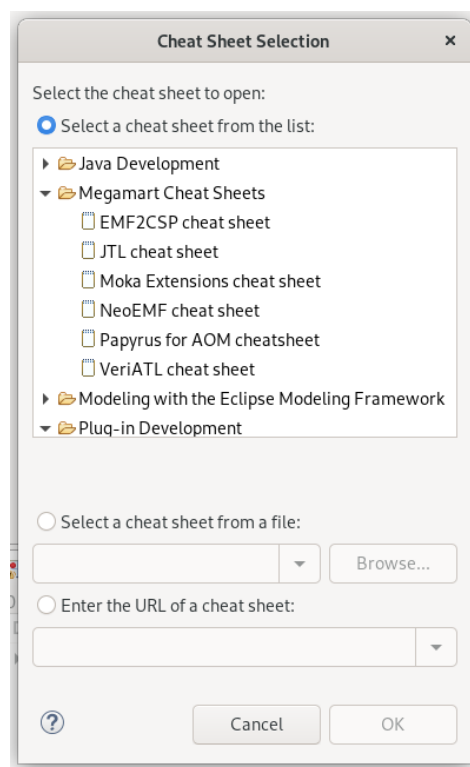 Cheat Sheet Selection
Select the cheat sheet to open:
Select a cheat sheet from the list:
Java Development
Megamart Cheat Sheets
EMF2CSP cheat sheet
JTL cheat sheet
Moka Extensions cheat sheet
NeoEMF cheat sheet
Papyrus for AOM cheatsheet
VeriATL cheat sheet
Modeling with the Eclipse Modeling Framework
Plug-in Development
Select a cheat sheet from a file:
Browse...
Enter the URL of a cheat sheet:
Cancel
OK